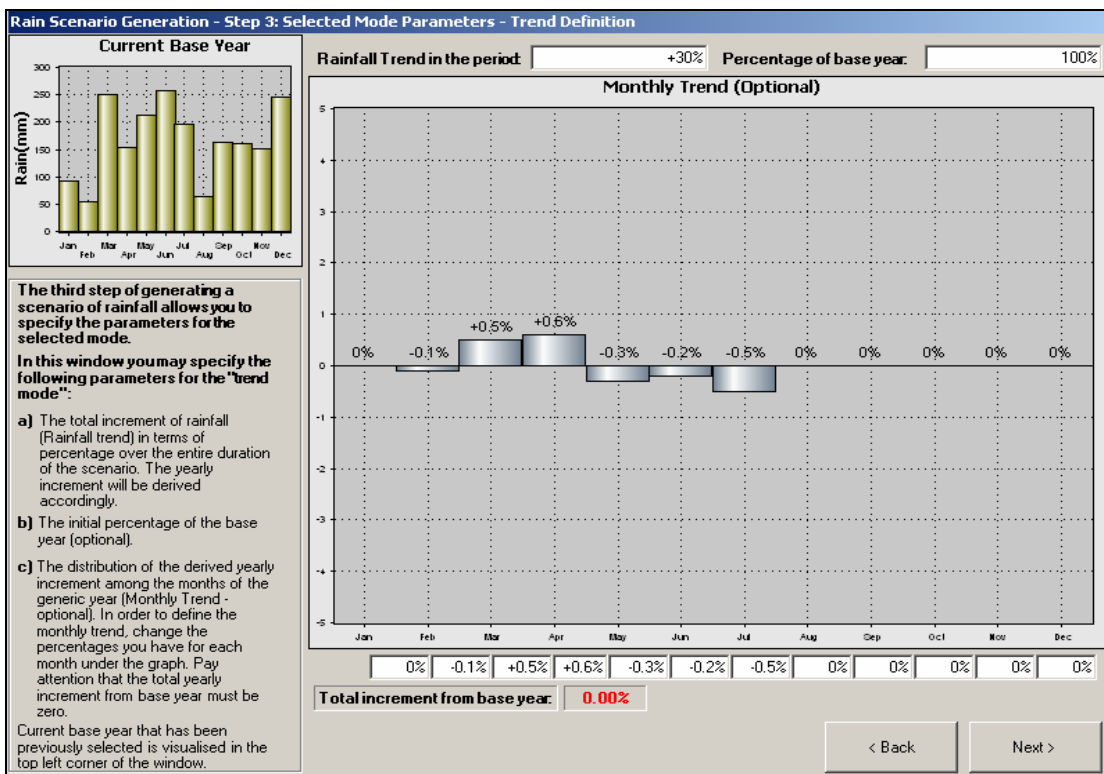 Rain Scenario Generation - Step 3: Selected Mode Parameters - Trend Definition
Current Base Year
Rain(mm)
300
250
200
150
100
50
0
Jan Feb Mar Apr May Jun Jul Aug Sep Oct Nov Dec
The third step of generating a
scenario of rainfall allows you to
specify the parameters for the
selected mode.
In this window you may specify the
following parameters for the "trend
mode":
a) The total increment of rainfall
(Rainfall trend) in terms of
percentage over the entire duration
of the scenario. The yearly
increment will be derived
accordingly.
b) The initial percentage of the base
year (optional).
c) The distribution of the derived yearly
increment among the months of the
generic year (Monthly Trend -
optional). In order to define the
monthly trend, change the
percentages you have for each
month under the graph. Pay
attention that the total yearly
increment from base year must be
zero.
Current base year that has been
previously selected is visualised in the
top left corner of the window.
Rainfall Trend in the period: +30% Percentage of base year: 100%
Monthly Trend (Optional)
5
4
3
2
1
0
-1
-2
-3
-4
-5
0% -0.1% +0.5% +0.6% -0.3% -0.2% -0.5% 0% 0% 0% 0% 0%
Jan Feb Mar Apr May Jun Jul Aug Sep Oct Nov Dec
0% -0.1% +0.5% +0.6% -0.3% -0.2% -0.5% 0% 0% 0% 0% 0%
Total increment from base year: 0.00%
< Back Next >